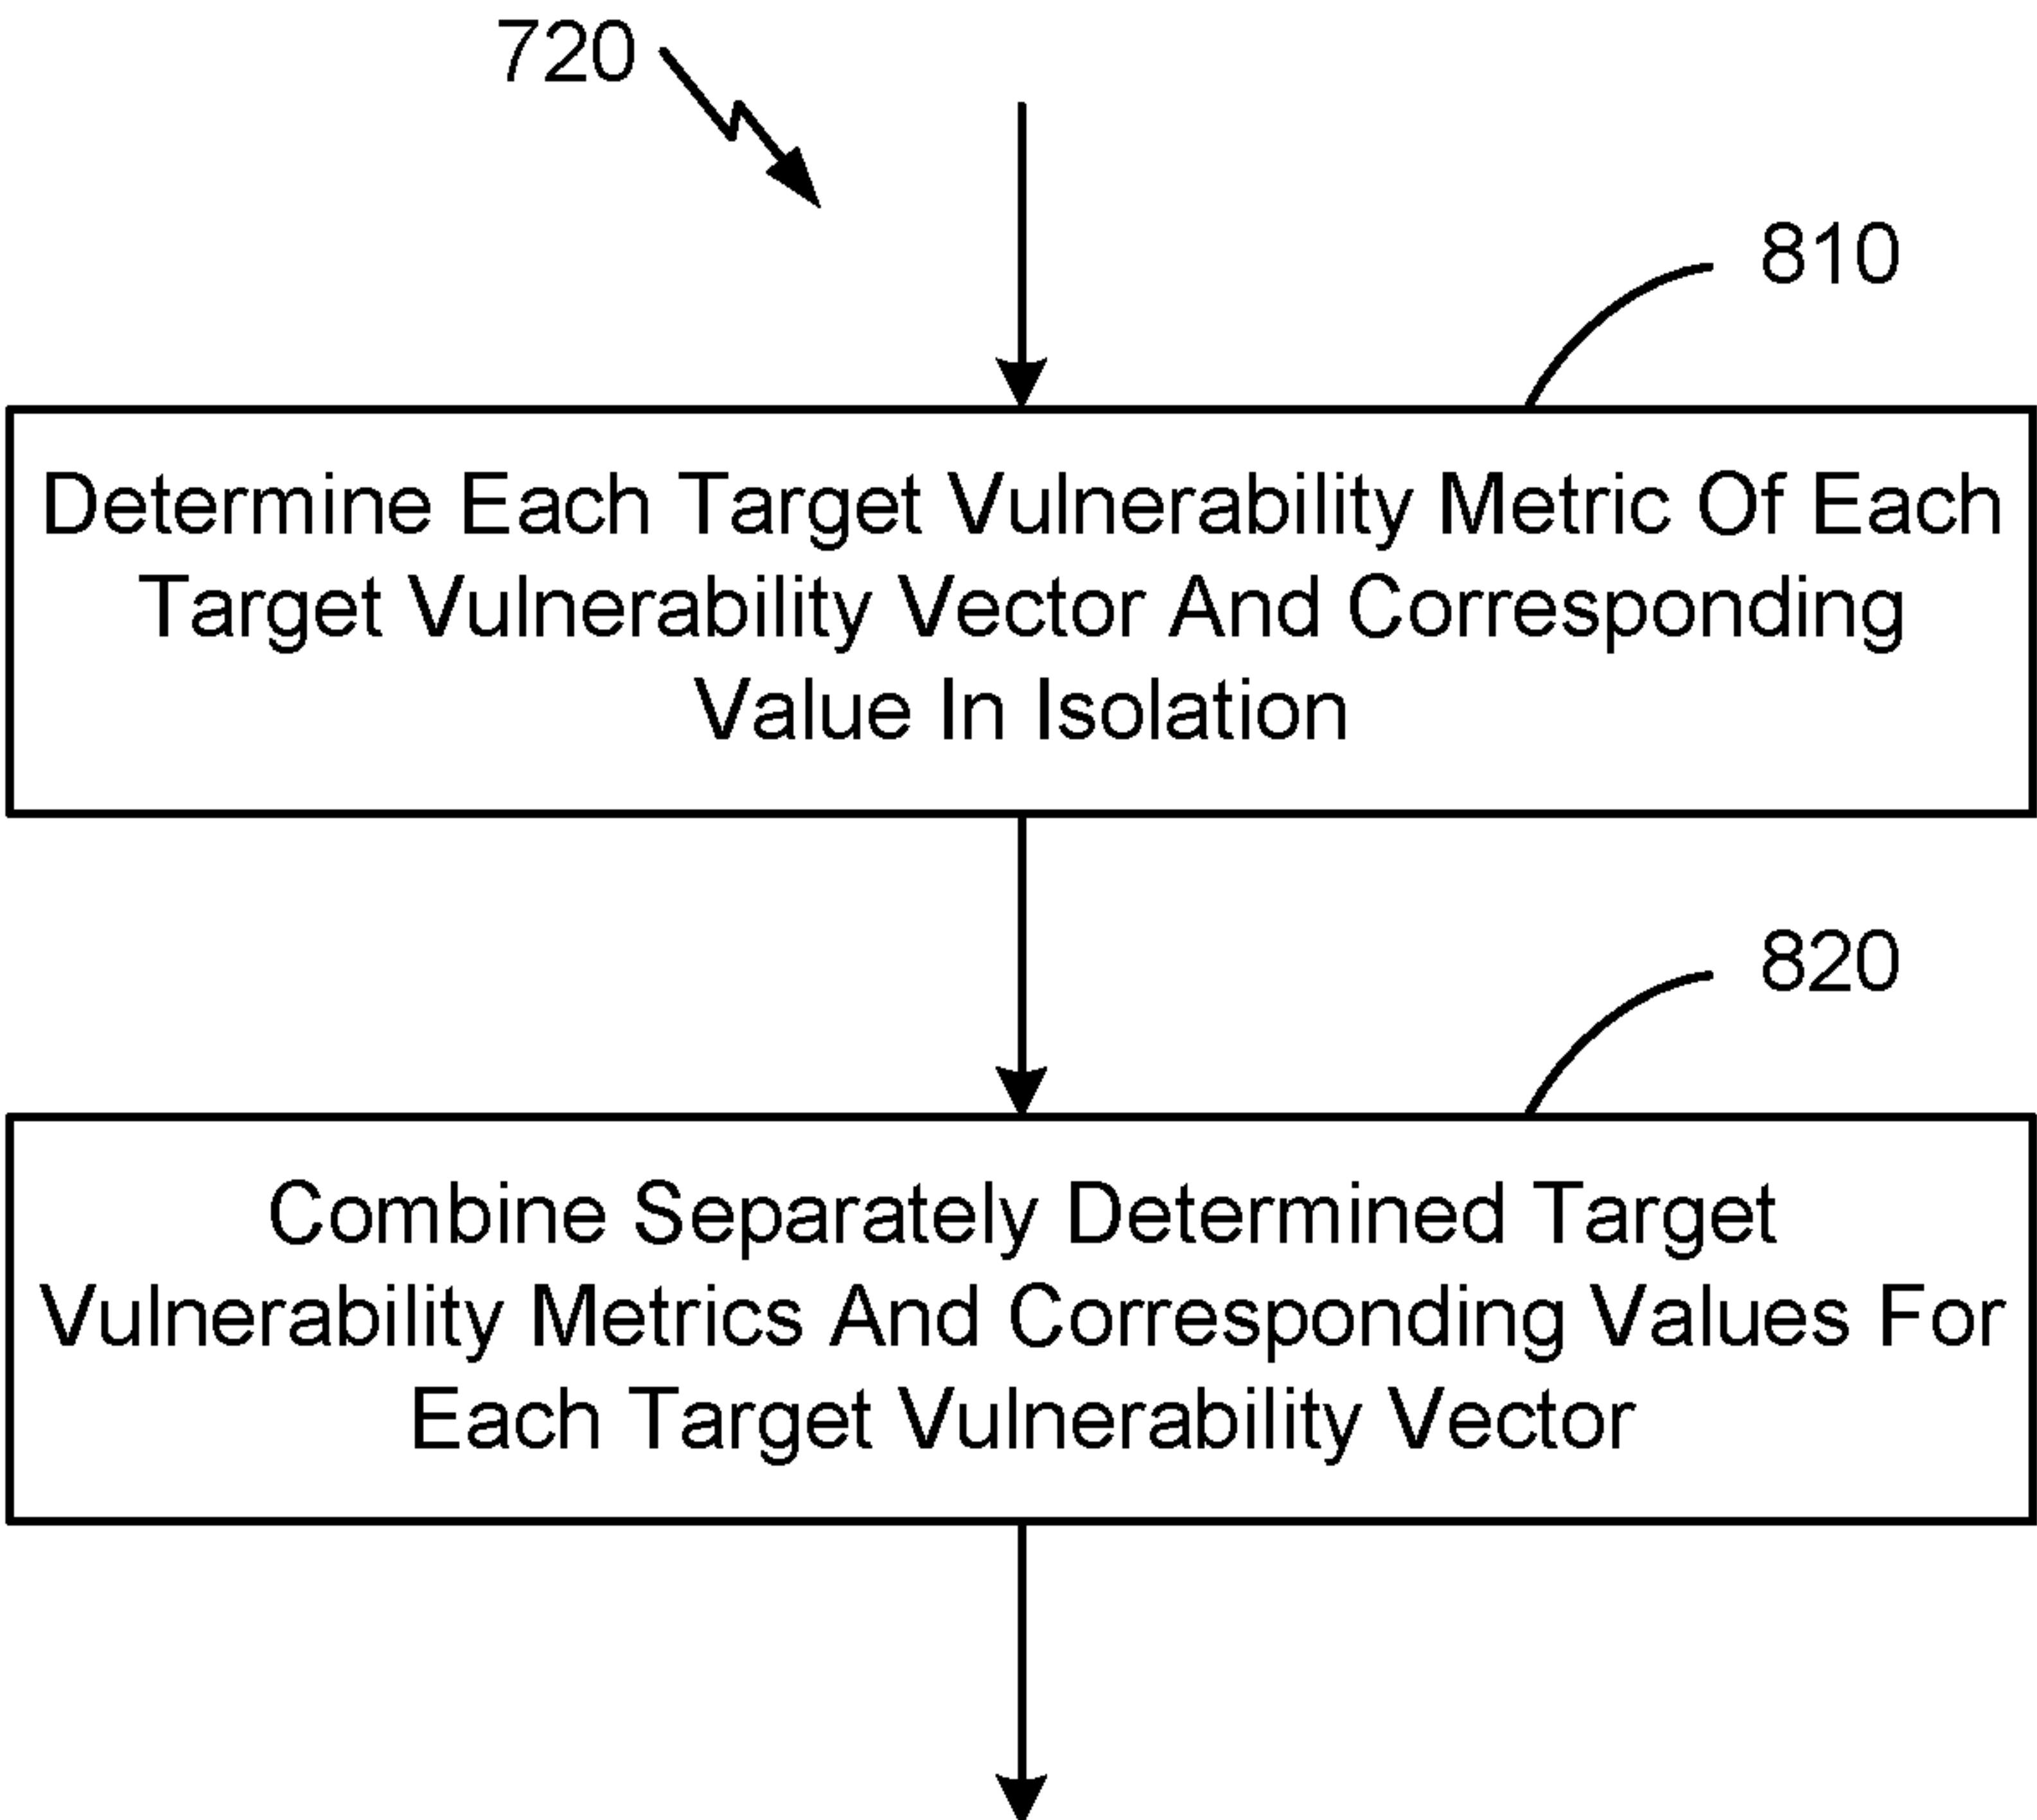 720
810
Determine Each Target Vulnerability Metric Of Each
Target Vulnerability Vector And Corresponding
Value In Isolation
820
Combine Separately Determined Target
Vulnerability Metrics And Corresponding Values For
Each Target Vulnerability Vector